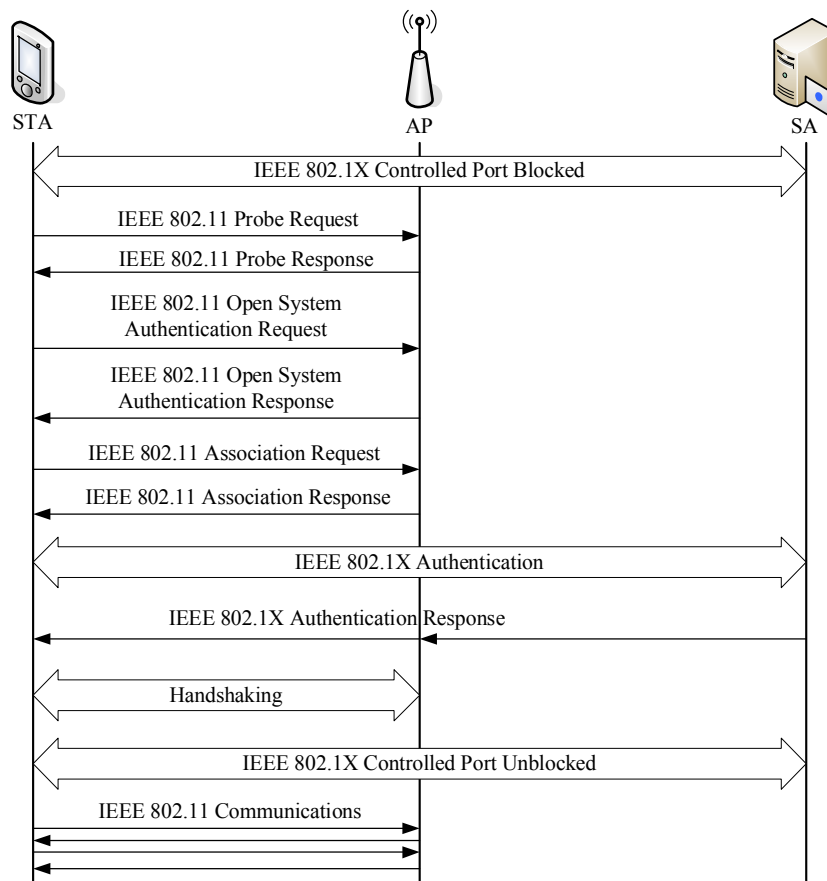 STA
AP
SA
IEEE 802.1X Controlled Port Blocked
IEEE 802.11 Probe Request
IEEE 802.11 Probe Response
IEEE 802.11 Open System
Authentication Request
IEEE 802.11 Open System
Authentication Response
IEEE 802.11 Association Request
IEEE 802.11 Association Response
IEEE 802.1X Authentication
IEEE 802.1X Authentication Response
Handshaking
IEEE 802.1X Controlled Port Unblocked
IEEE 802.11 Communications